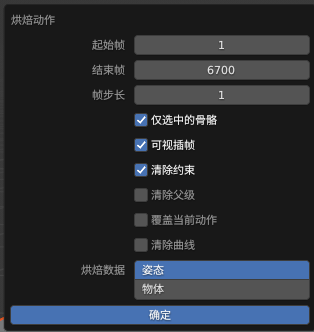 烘焙动作
起始帧 1
结束帧 6700
帧步长 1
仅选中的骨骼
可视插帧
清除约束
清除父级
覆盖当前动作
清除曲线
烘焙数据 姿态
物体
确定